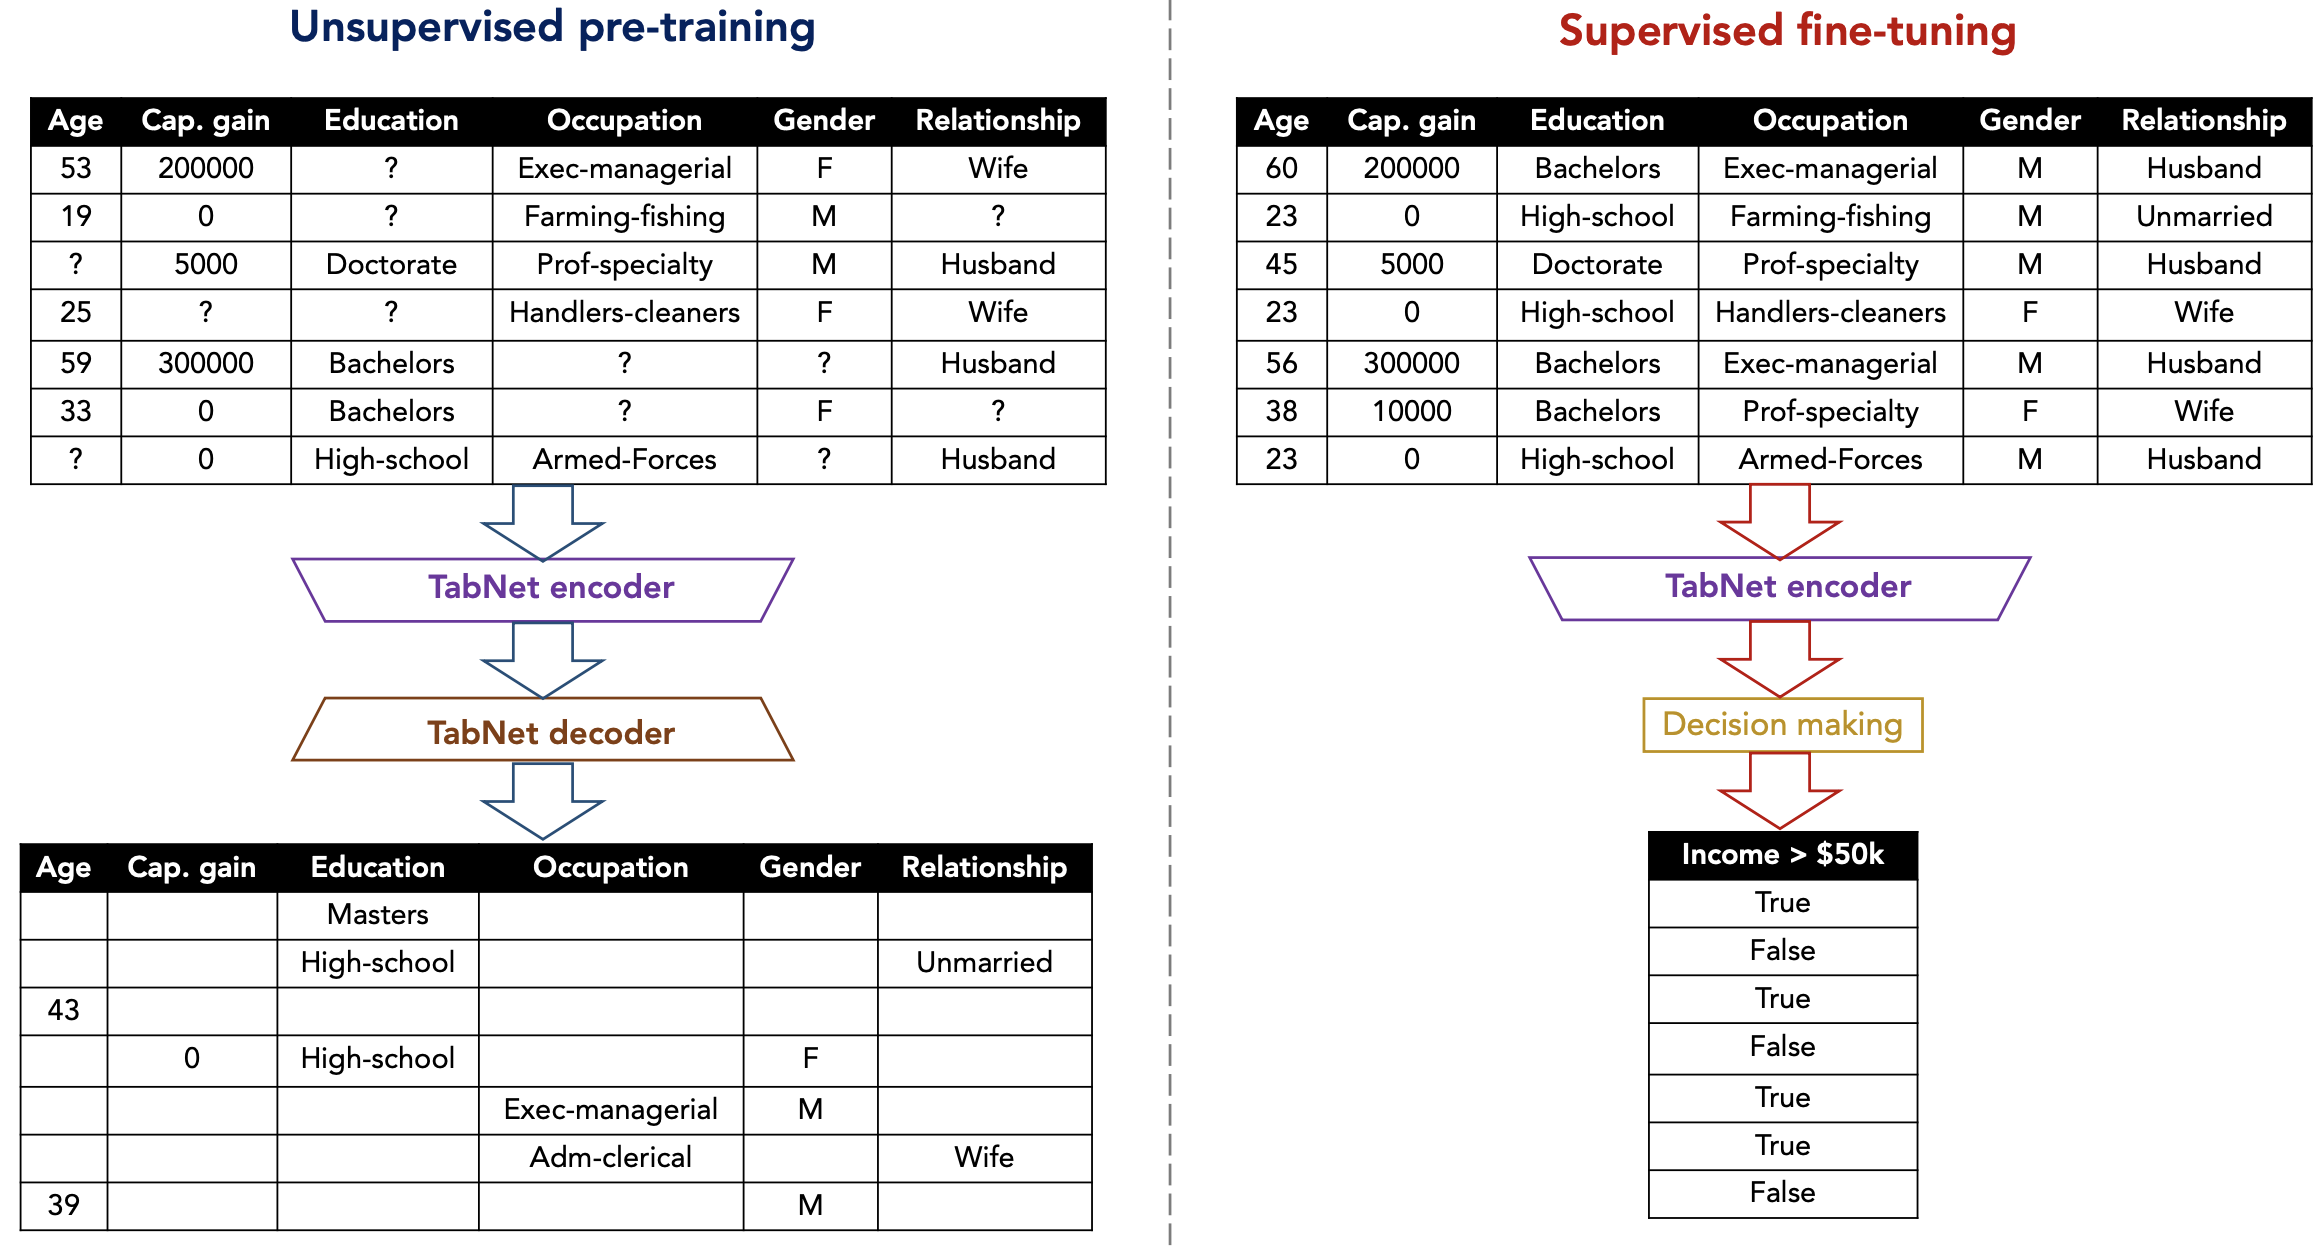 Unsupervised pre-training
Age Cap. gain Education Occupation Gender Relationship
53 200000 ? Exec-managerial F Wife
19 0 ? Farming-fishing M ?
? 5000 Doctorate Prof-specialty M Husband
25 ? ? Handlers-cleaners F Wife
59 300000 Bachelors ? ? Husband
33 0 Bachelors ? F ?
? 0 High-school Armed-Forces ? Husband
TabNet encoder
TabNet decoder
Age Cap. gain Education Occupation Gender Relationship
Masters
High-school Unmarried
43
0 High-school F
Exec-managerial M
Adm-clerical Wife
39 M
Supervised fine-tuning
Age Cap. gain Education Occupation Gender Relationship
60 200000 Bachelors Exec-managerial M Husband
23 0 High-school Farming-fishing M Unmarried
45 5000 Doctorate Prof-specialty M Husband
23 0 High-school Handlers-cleaners F Wife
56 300000 Bachelors Exec-managerial M Husband
38 10000 Bachelors Prof-specialty F Wife
23 0 High-school Armed-Forces M Husband
TabNet encoder
Decision making
Income > $50k
True
False
True
False
True
True
False